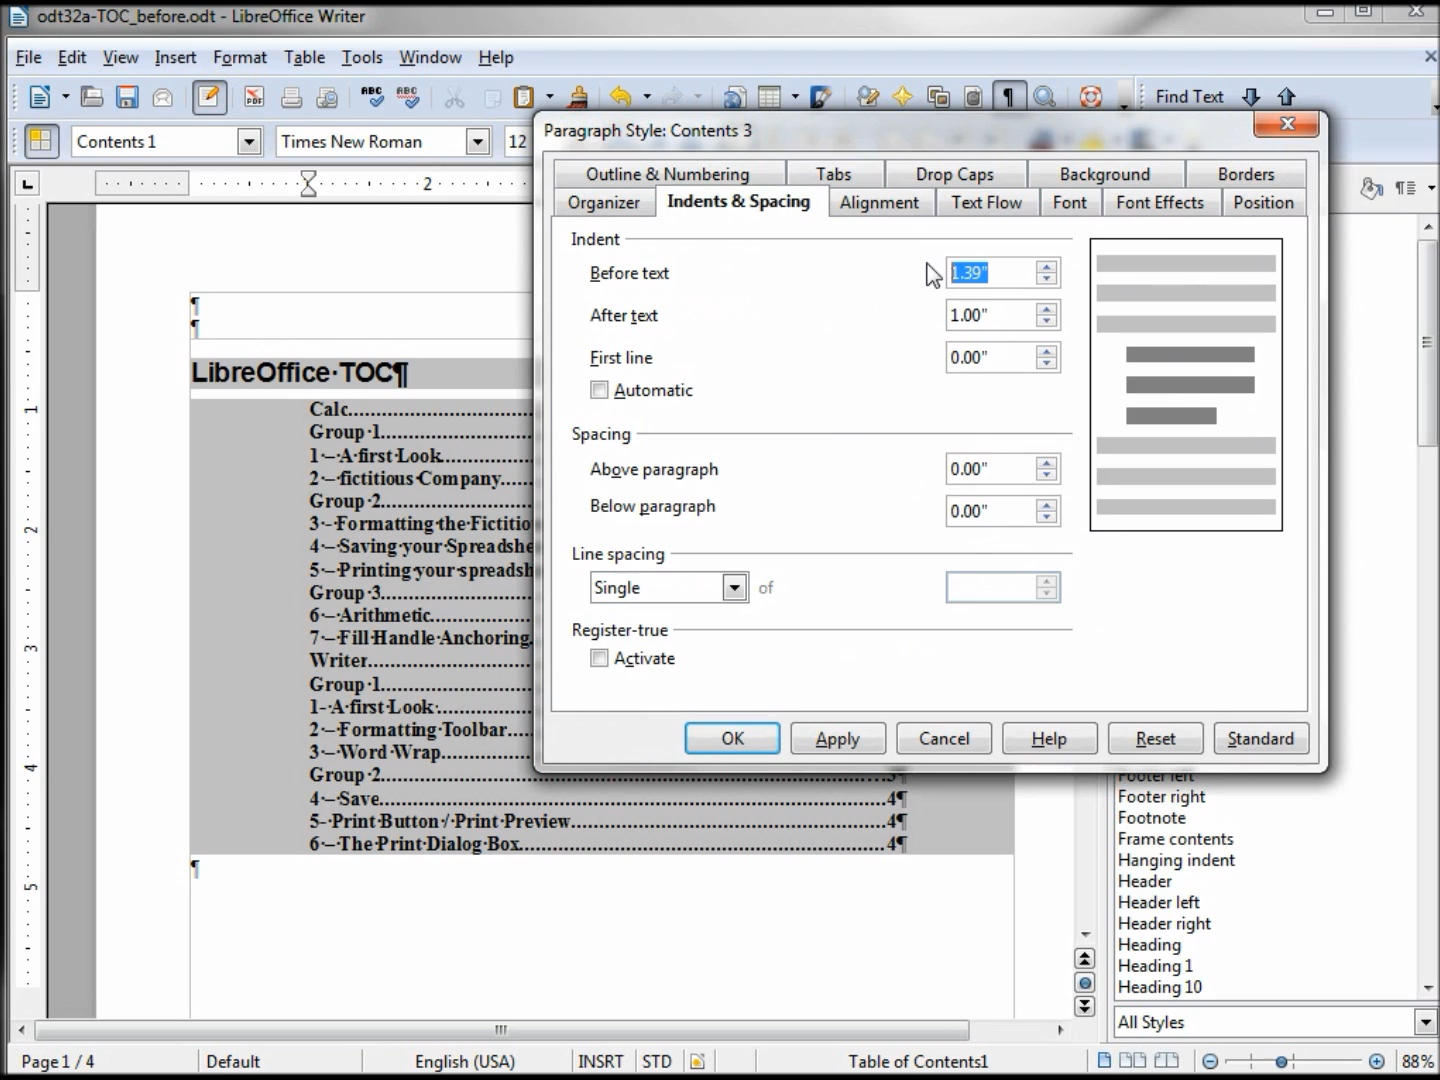 odt32a-TOC_before.odt - LibreOffice Writer
File Edit View Insert Format Table Tools Window Help
PDF ABC ABC ¶ Find Text
Contents 1 Times New Roman 12
2
1
2
3
4
5
¶
¶
LibreOffice·TOC¶
Calc
Group·1
1·–·A·first·Look
2·–·fictitious·Company
Group·2
3·–·Formatting·the·Fictitio
4·–·Saving·your·Spreadshe
5·–·Printing·your·spreadsh
Group·3
6·–·Arithmetic
7·–·Fill·Handle·Anchoring
Writer
Group·1
1-·A·first·Look·
2·–·Formatting·Toolbar
3·–·Word·Wrap
Group·2
4·–·Save........4¶
5-·Print·Button·/·Print·Preview........4¶
6·–·The·Print·Dialog·Box........4¶
¶
Paragraph Style: Contents 3
Outline & Numbering Tabs Drop Caps Background Borders
Organizer Indents & Spacing Alignment Text Flow Font Font Effects Position
Indent
Before text 1.39"
After text 1.00"
First line 0.00"
Automatic
Spacing
Above paragraph 0.00"
Below paragraph 0.00"
Line spacing
Single of
Register-true
Activate
OK Apply Cancel Help Reset Standard
Footer left
Footer right
Footnote
Frame contents
Hanging indent
Header
Header left
Header right
Heading
Heading 1
Heading 10
All Styles
Page 1 / 4 Default English (USA) INSRT STD Table of Contents1 88%